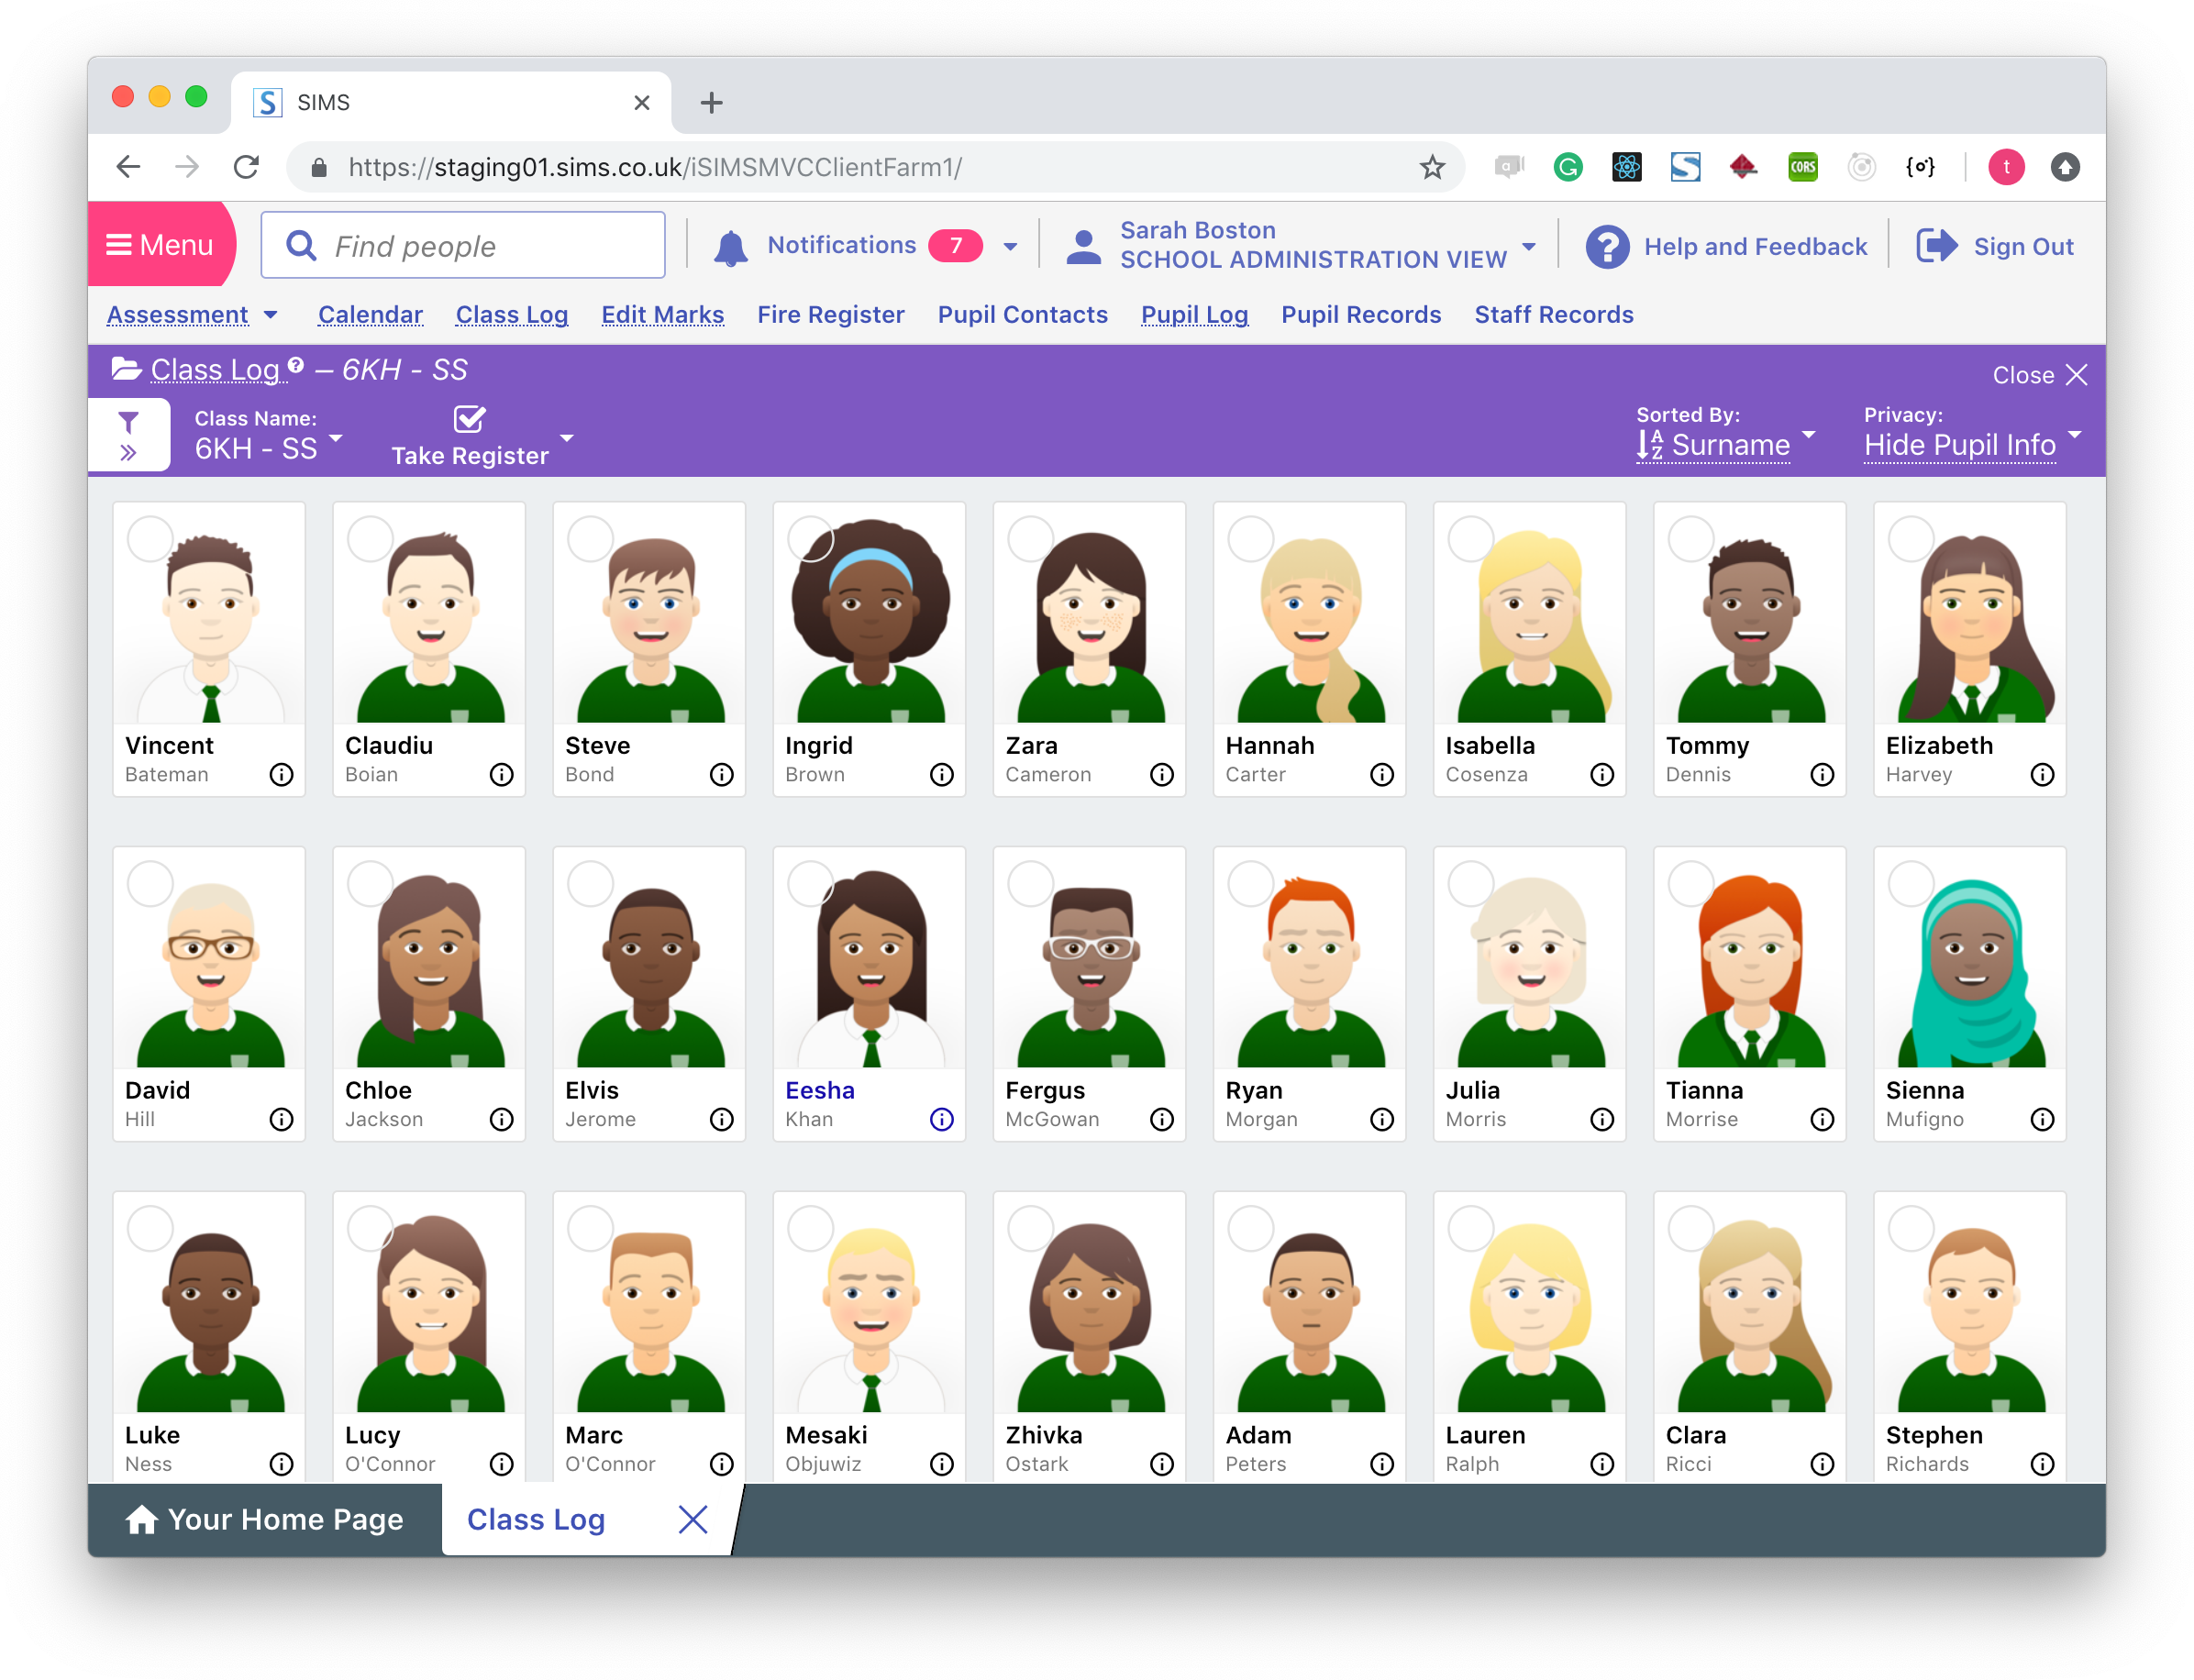 SIMS
https://staging01.sims.co.uk/iSIMSMVCClientFarm1/
CORS
t
Menu
Find people
Notifications 7
Sarah Boston
SCHOOL ADMINISTRATION VIEW
Help and Feedback
Sign Out
Assessment Calendar Class Log Edit Marks Fire Register Pupil Contacts Pupil Log Pupil Records Staff Records
Class Log ? – 6KH - SS
Close
Class Name:
6KH - SS
Take Register
Sorted By:
Surname
Privacy:
Hide Pupil Info
Vincent Claudiu Steve Ingrid Zara Hannah Isabella Tommy Elizabeth
Bateman Boian Bond Brown Cameron Carter Cosenza Dennis Harvey
David Chloe Elvis Eesha Fergus Ryan Julia Tianna Sienna
Hill Jackson Jerome Khan McGowan Morgan Morris Morrise Mufigno
Luke Lucy Marc Mesaki Zhivka Adam Lauren Clara Stephen
Ness O'Connor O'Connor Objuwiz Ostark Peters Ralph Ricci Richards
Your Home Page
Class Log